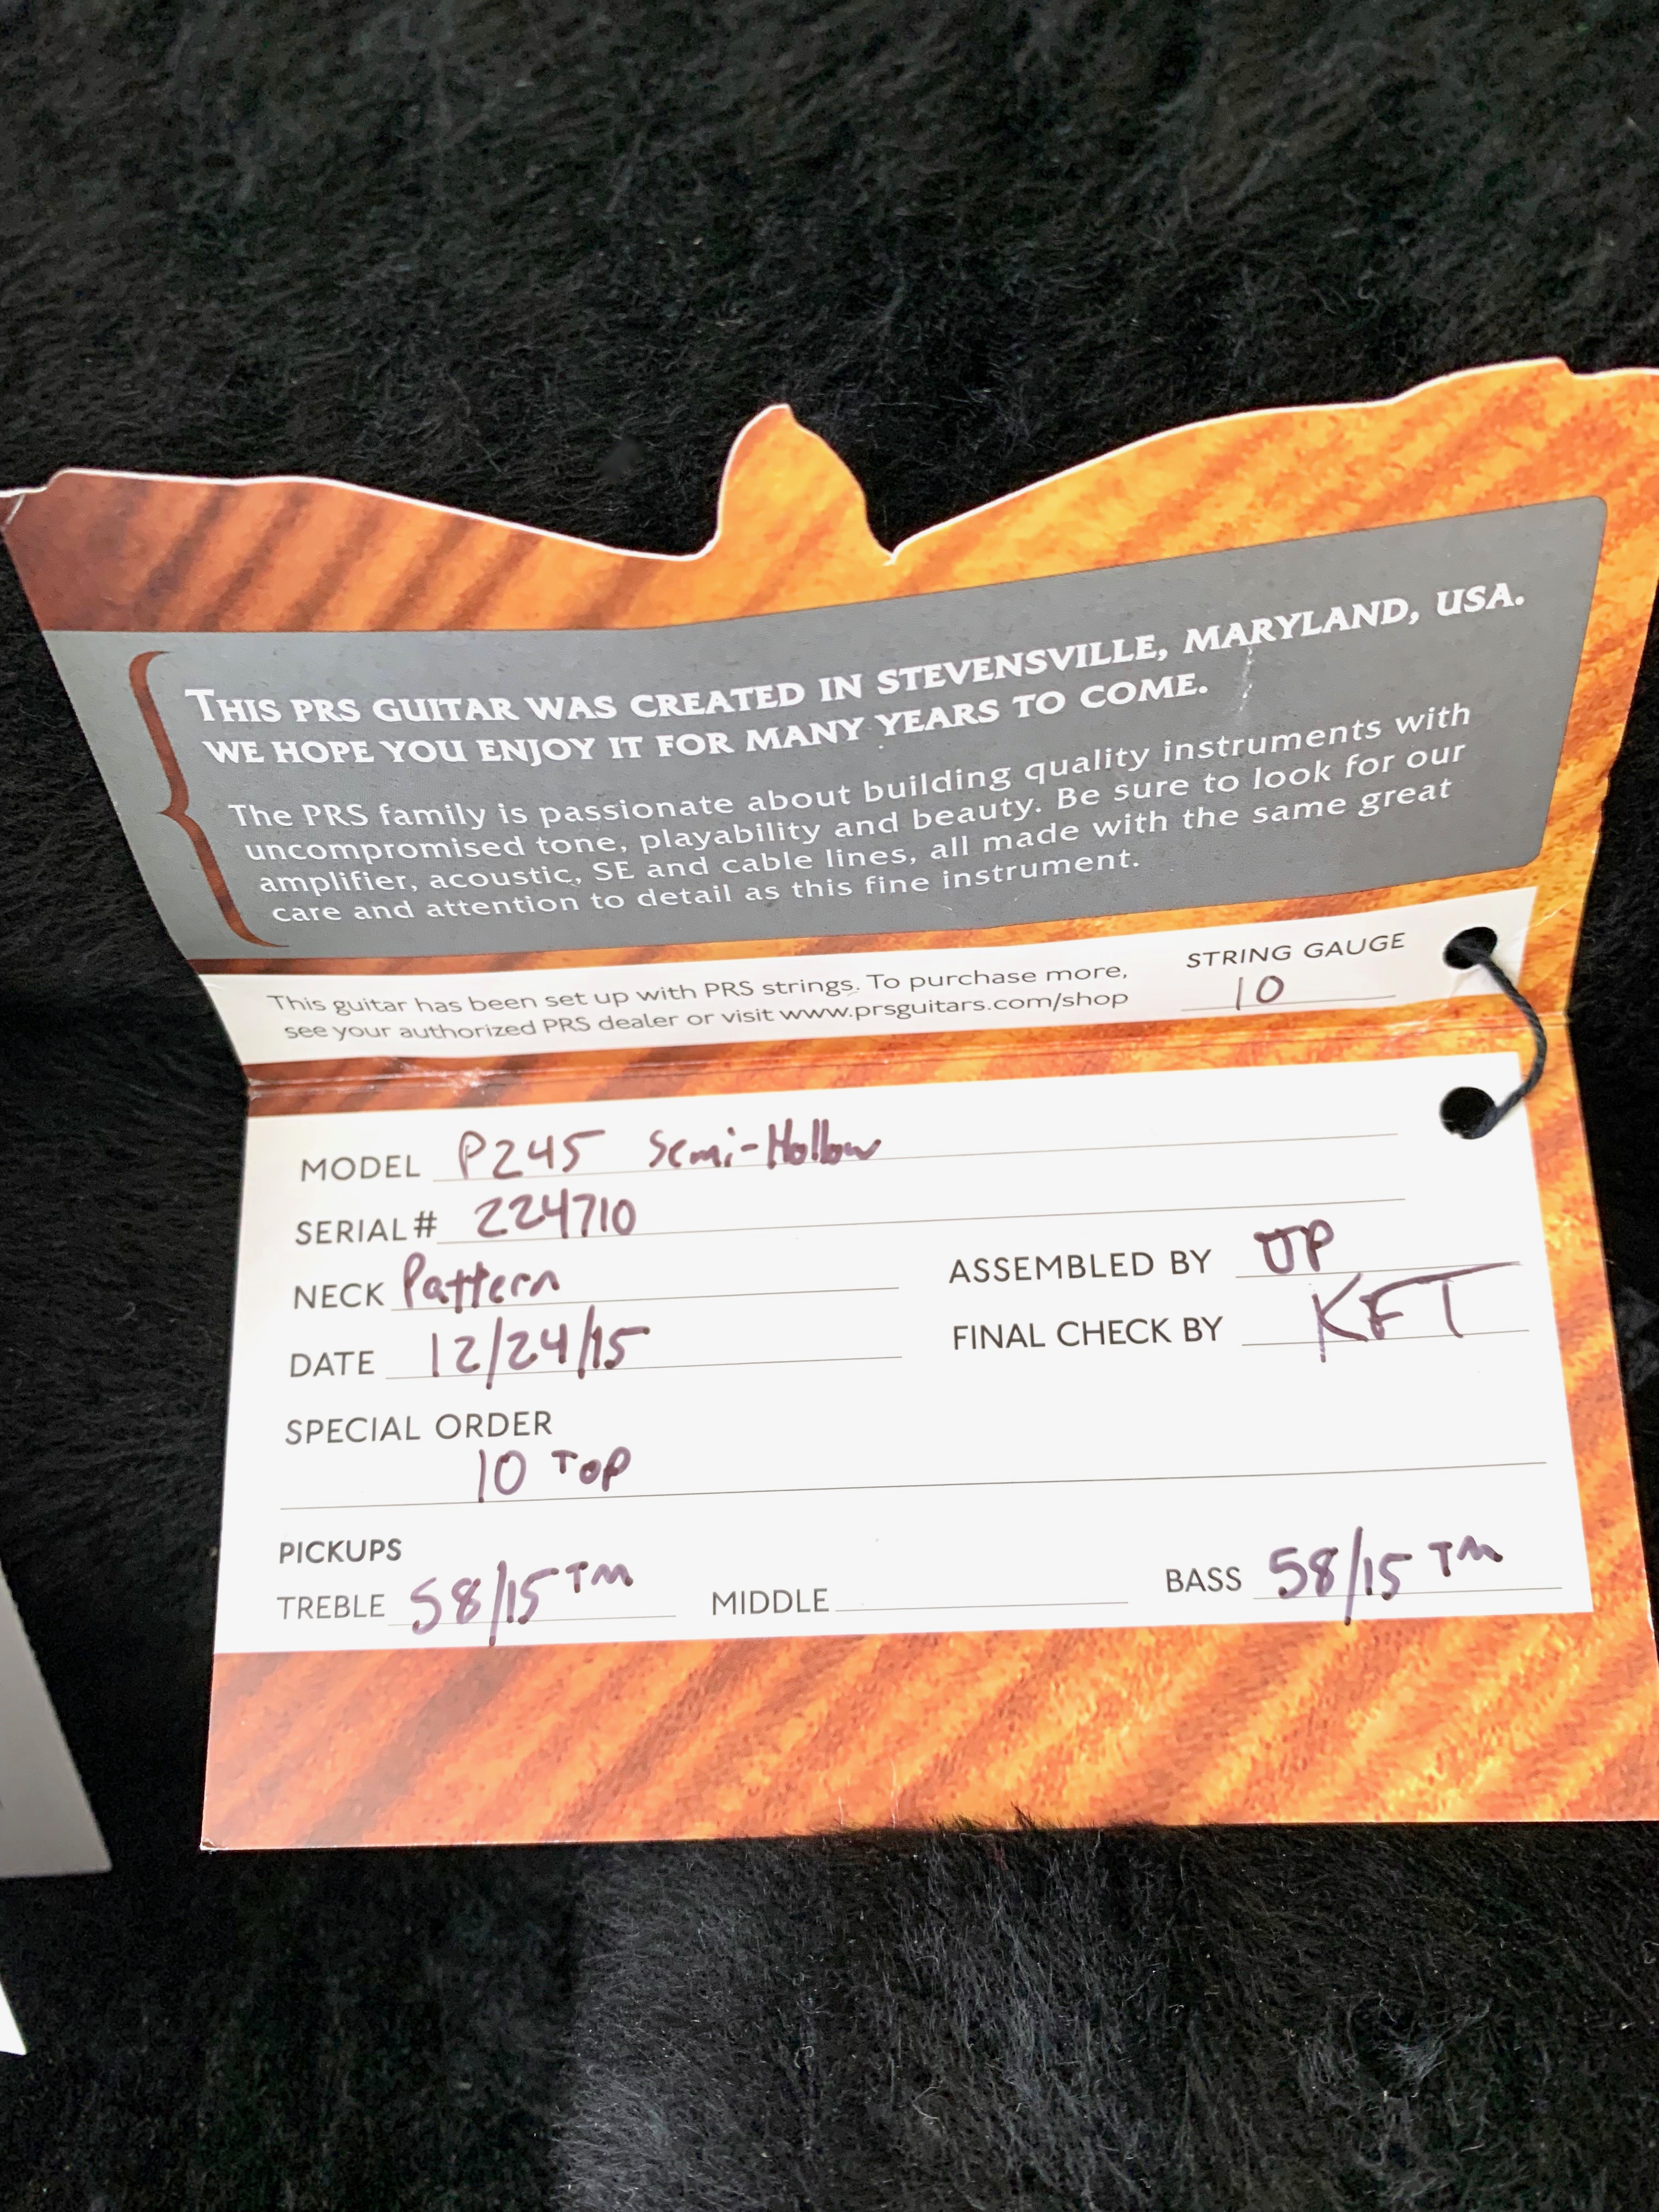 THIS PRS GUITAR WAS CREATED IN STEVENSVILLE, MARYLAND, USA.
WE HOPE YOU ENJOY IT FOR MANY YEARS TO COME.
The PRS family is passionate about building quality instruments with
uncompromised tone, playability and beauty. Be sure to look for our
amplifier, acoustic, SE and cable lines, all made with the same great
care and attention to detail as this fine instrument.
This guitar has been set up with PRS strings. To purchase more,
see your authorized PRS dealer or visit www.prsguitars.com/shop
STRING GAUGE
10
MODEL P245 Semi-Hollow
SERIAL# 224710
NECK Pattern
ASSEMBLED BY JP
DATE 12/24/15
FINAL CHECK BY KFT
SPECIAL ORDER
10 TOP
PICKUPS
TREBLE 58/15 TM MIDDLE BASS 58/15 TM